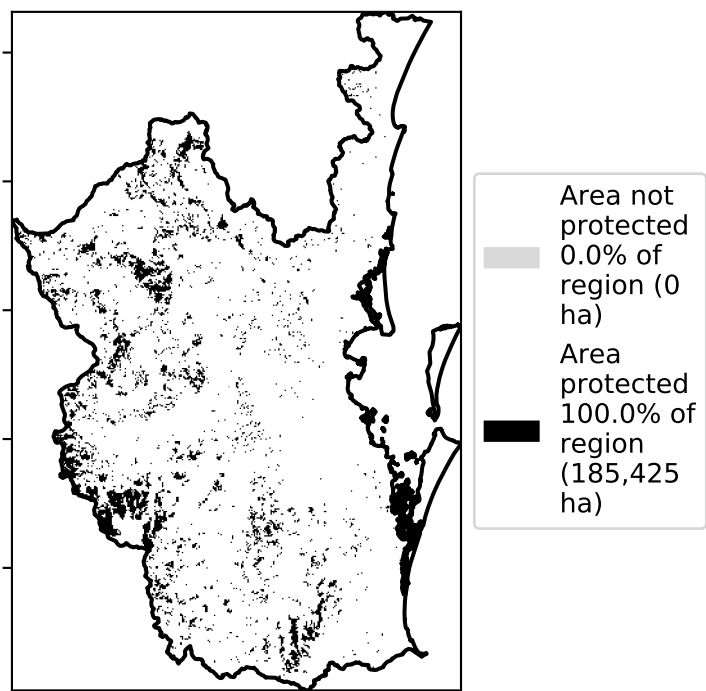 Area not
protected
0.0% of
region (0
ha)
Area
protected
100.0% of
region
(185,425
ha)